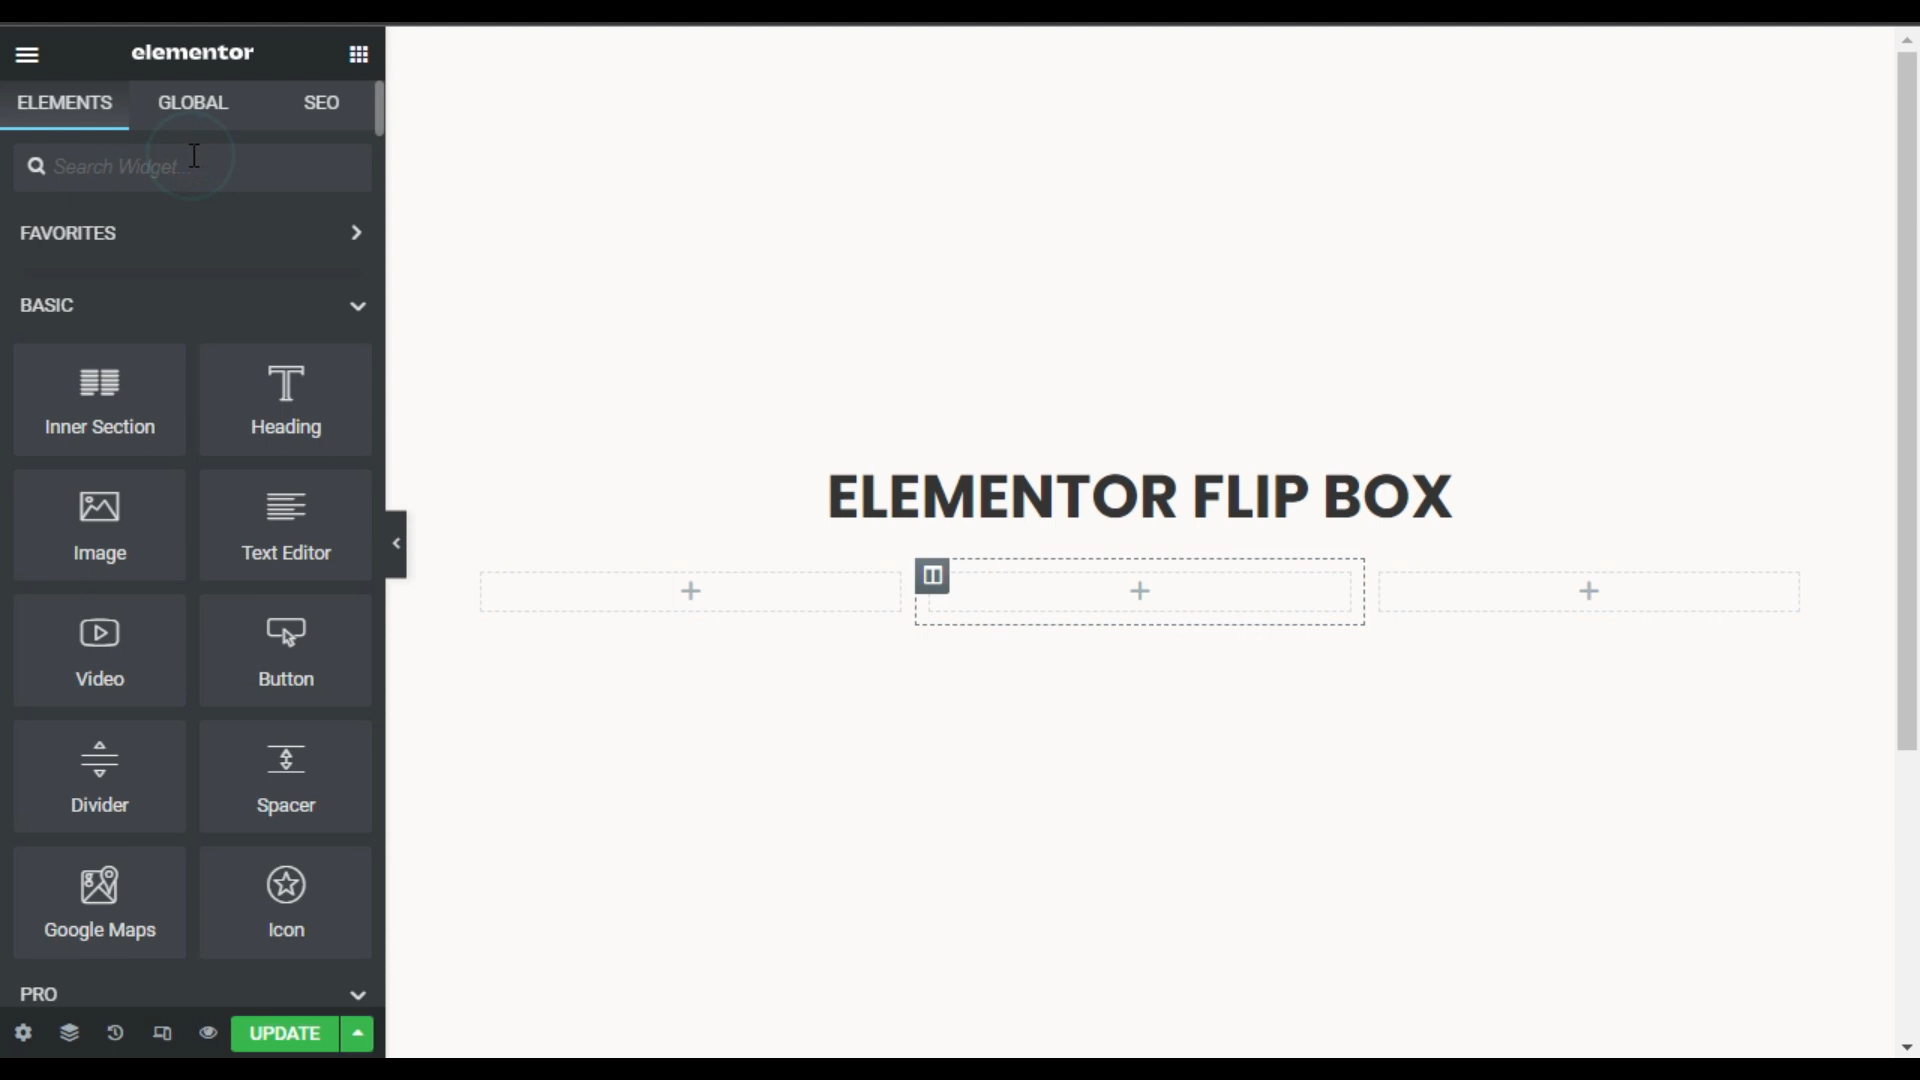 elementor
ELEMENTS GLOBAL SEO
Search Widget...
FAVORITES
BASIC
Inner Section Heading
Image Text Editor
Video Button
Divider Spacer
Google Maps Icon
PRO
UPDATE
ELEMENTOR FLIP BOX